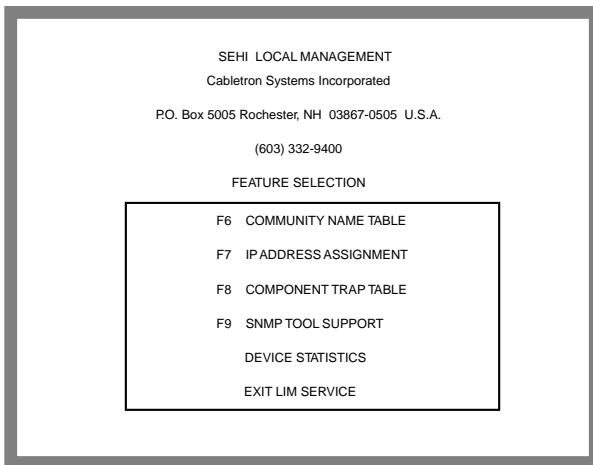 SEHI LOCAL MANAGEMENT
Cabletron Systems Incorporated
P.O. Box 5005 Rochester, NH 03867-0505 U.S.A.
(603) 332-9400
FEATURE SELECTION
F6 COMMUNITY NAME TABLE
F7 IP ADDRESS ASSIGNMENT
F8 COMPONENT TRAP TABLE
F9 SNMP TOOL SUPPORT
DEVICE STATISTICS
EXIT LIM SERVICE